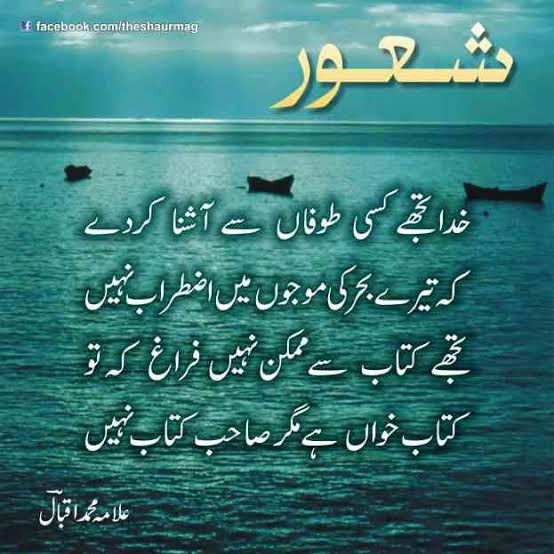 facebook.com/theshaurmag
شعور
خدا تجھے کسی طوفاں سے آشنا کر دے
کہ تیرے بحر کی موجوں میں اضطراب نہیں
تجھے کتاب سے ممکن نہیں فراغ کہ تو
کتاب خواں ہے مگر صاحب کتاب نہیں
علامہ محمد اقبالؒ